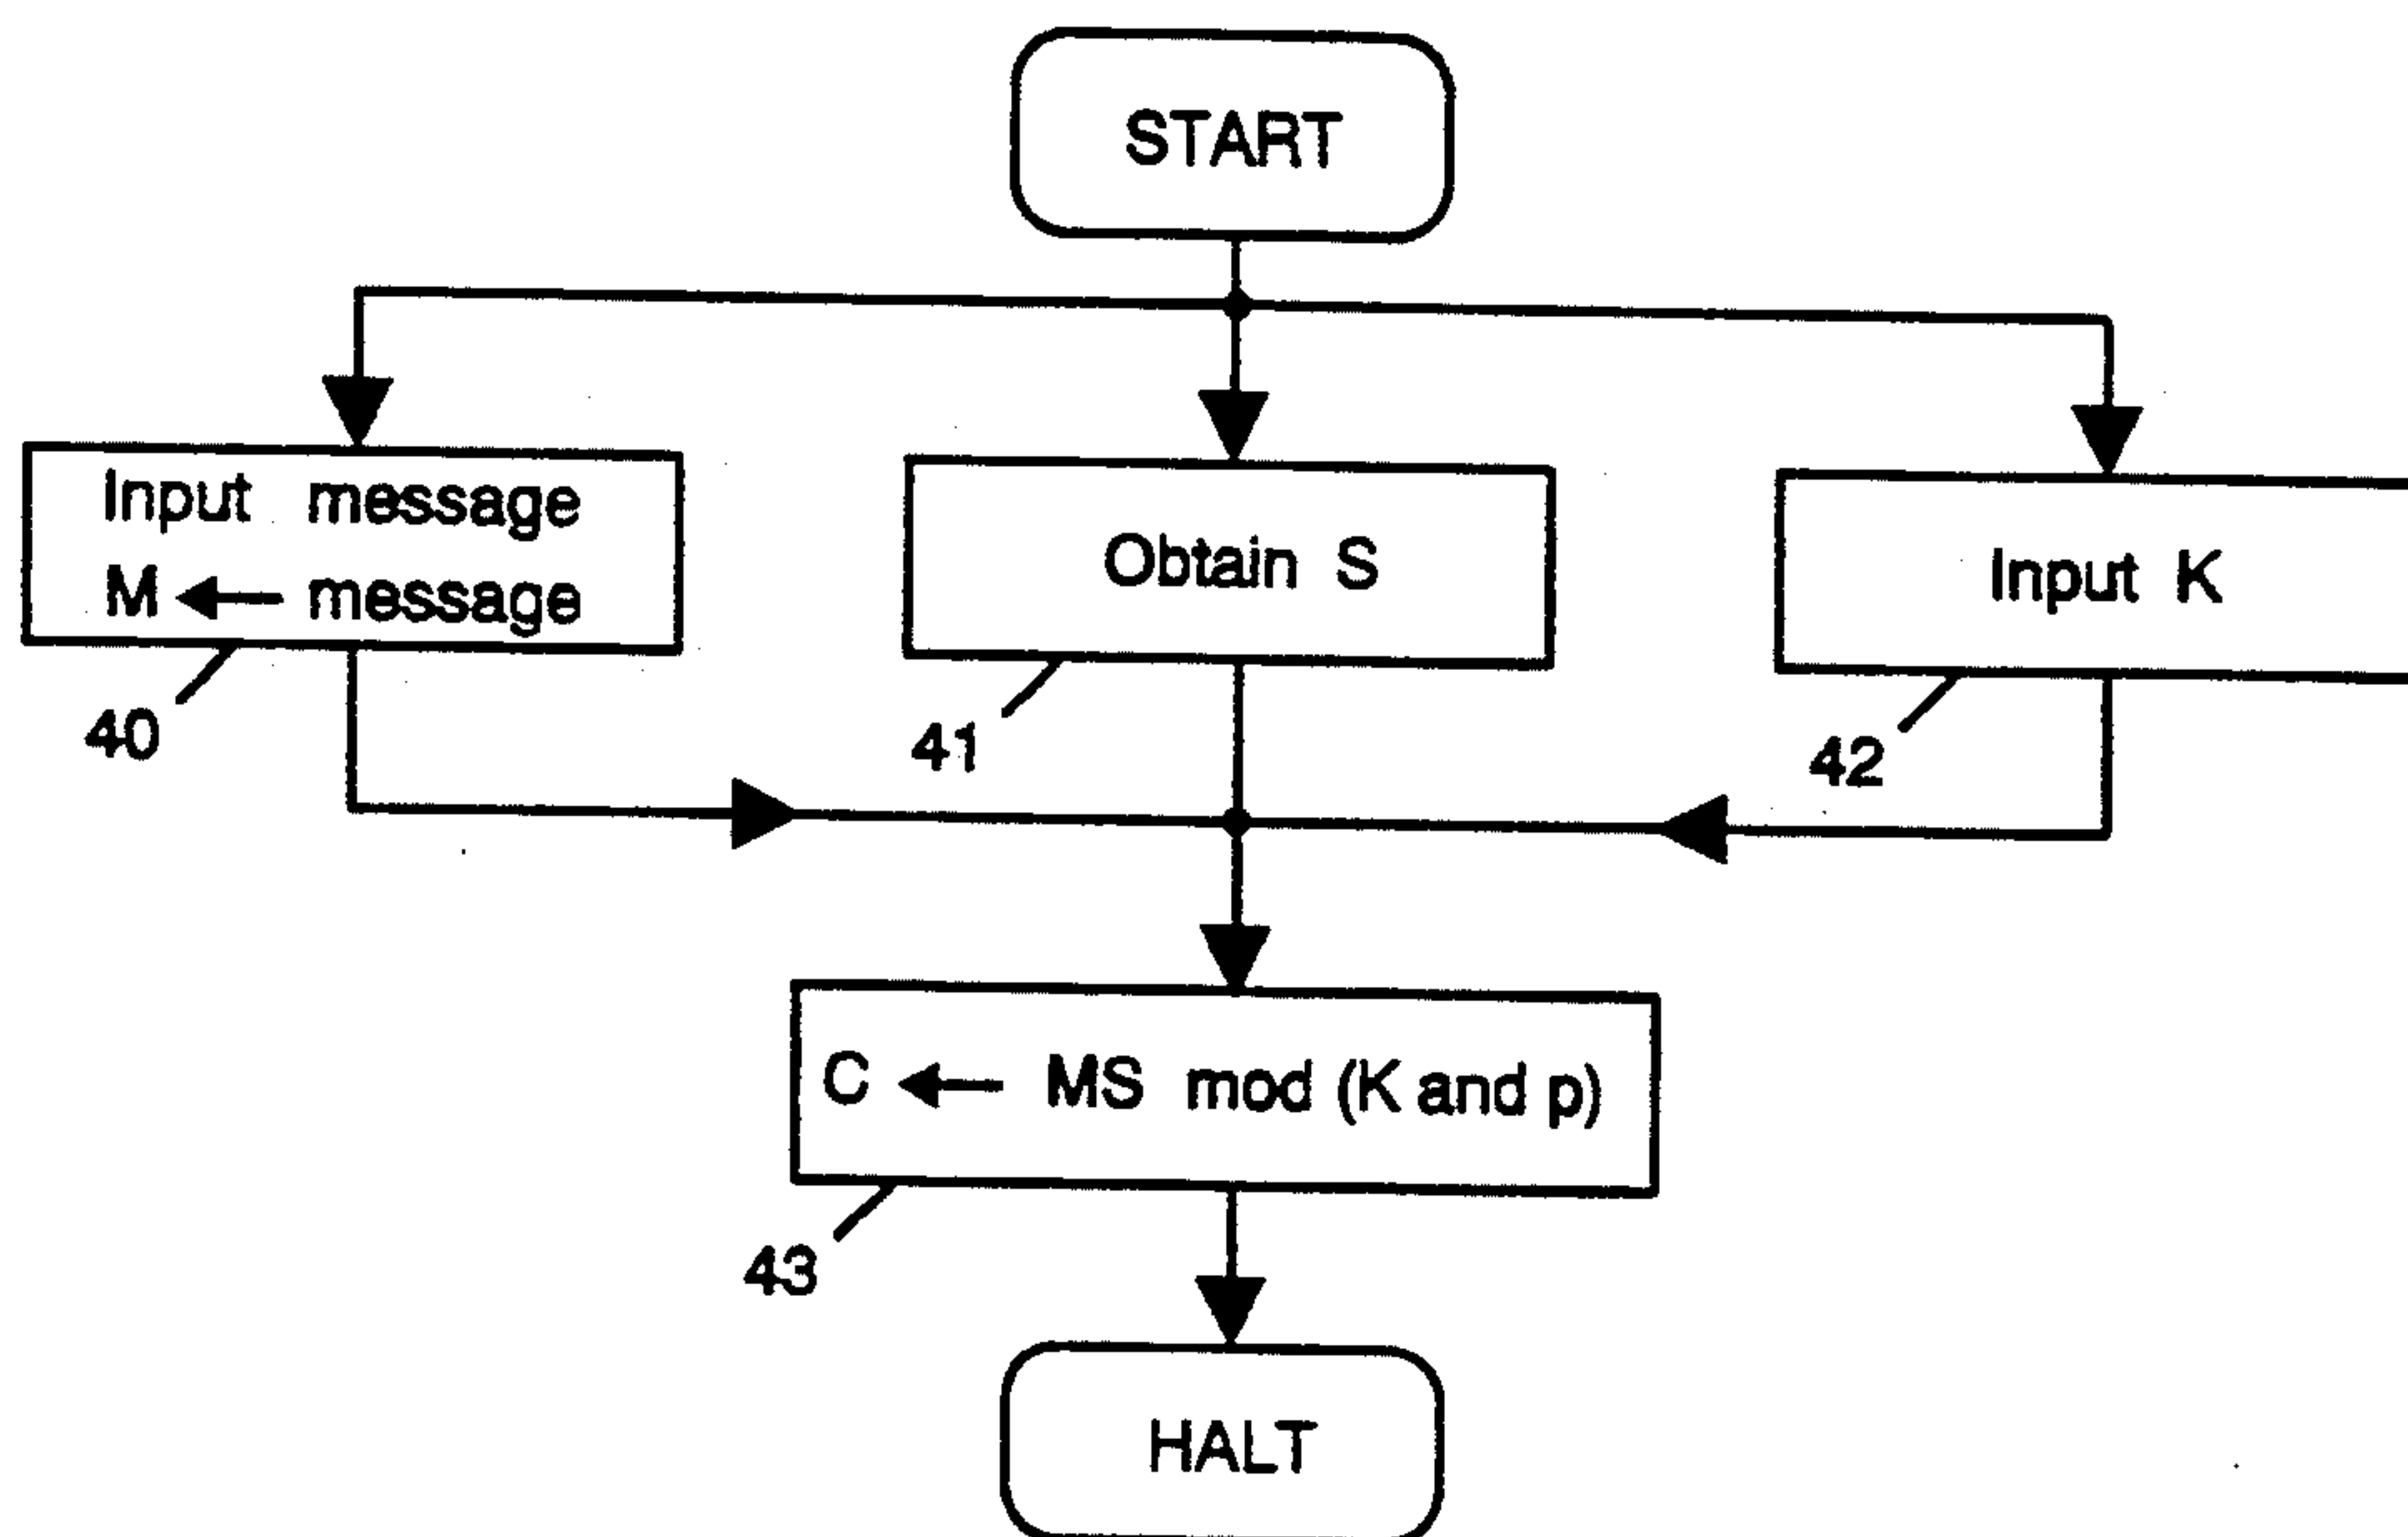 START
Input message
M ← message
40
Obtain S
41
Input K
42
C ← MS mod (K and p)
43
HALT